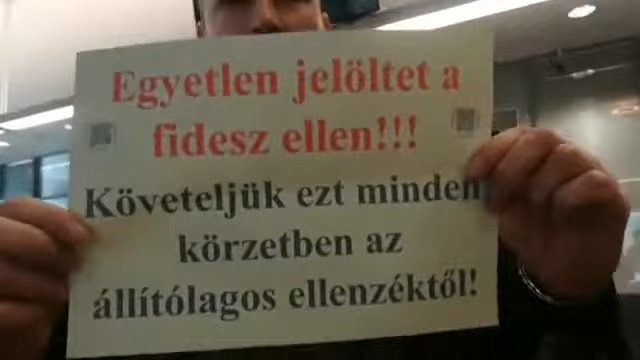 Egyetlen jelöltet a
fidesz ellen!!!
Követeljük ezt minden
körzetben az
állítólagos ellenzéktől!